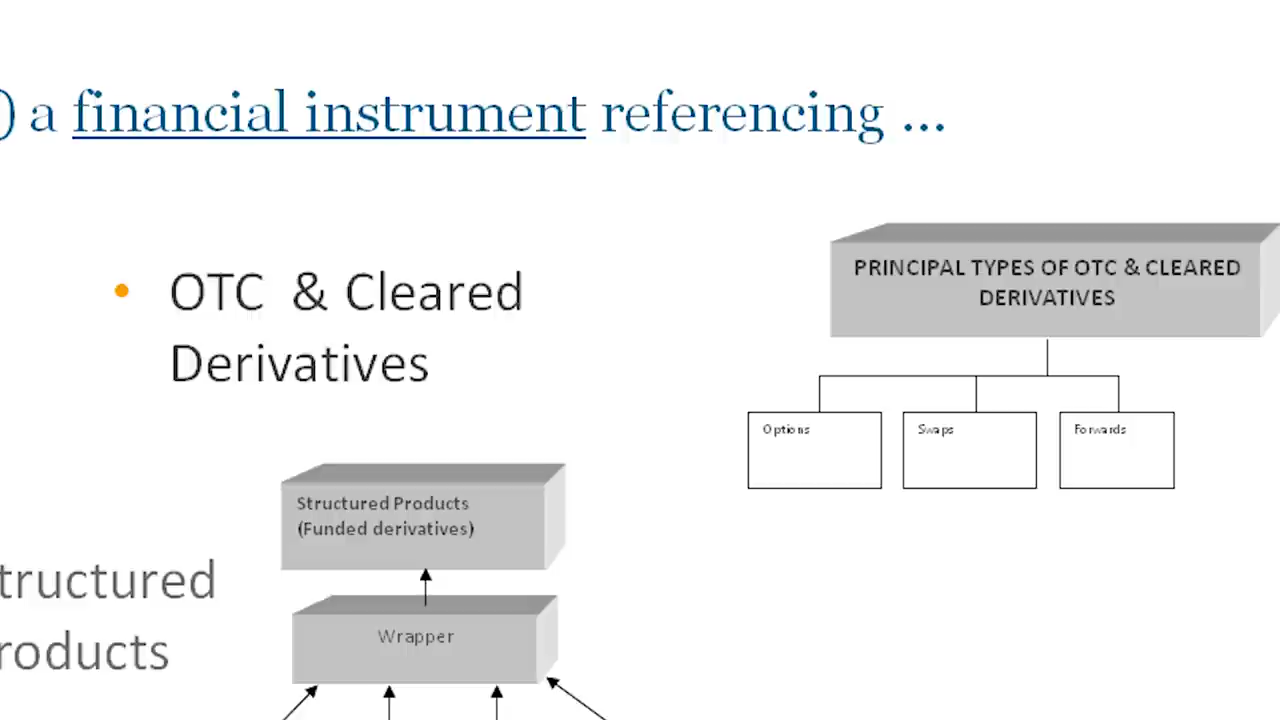 ) a financial instrument referencing ...
• OTC & Cleared
Derivatives
PRINCIPAL TYPES OF OTC & CLEARED
DERIVATIVES
Options
Swaps
Forwards
Structured Products
(Funded derivatives)
Wrapper
tructured
roducts